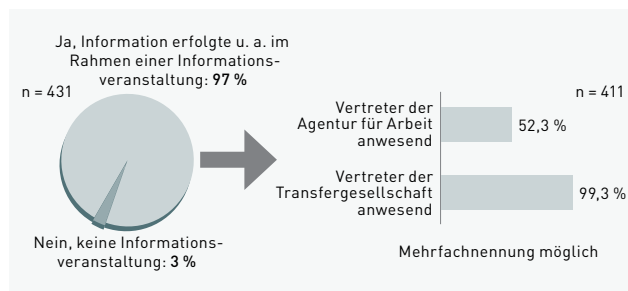 Ja, Information erfolgte u. a. im
Rahmen einer Informations-
veranstaltung: 97 %
n = 431
Nein, keine Informations-
veranstaltung: 3 %
n = 411
Vertreter der
Agentur für Arbeit
anwesend
52,3 %
Vertreter der
Transfergesellschaft
anwesend
99,3 %
Mehrfachnennung möglich